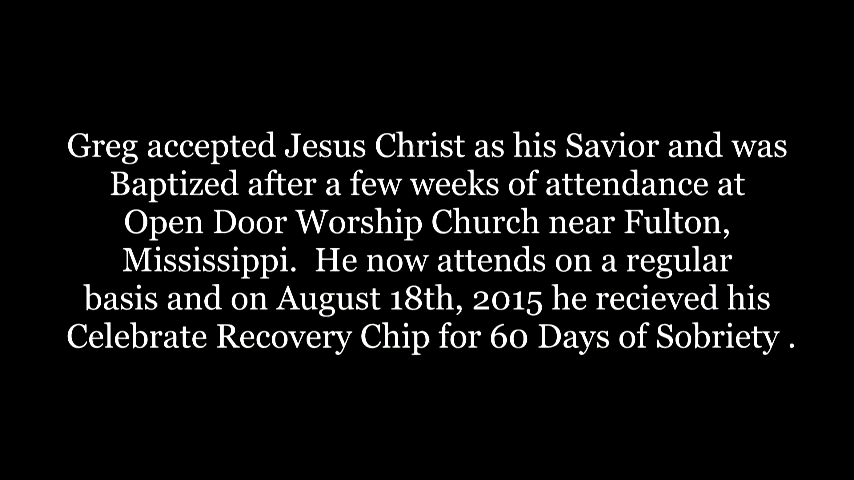 Greg accepted Jesus Christ as his Savior and was
Baptized after a few weeks of attendance at
Open Door Worship Church near Fulton,
Mississippi.  He now attends on a regular
basis and on August 18th, 2015 he recieved his
Celebrate Recovery Chip for 60 Days of Sobriety .